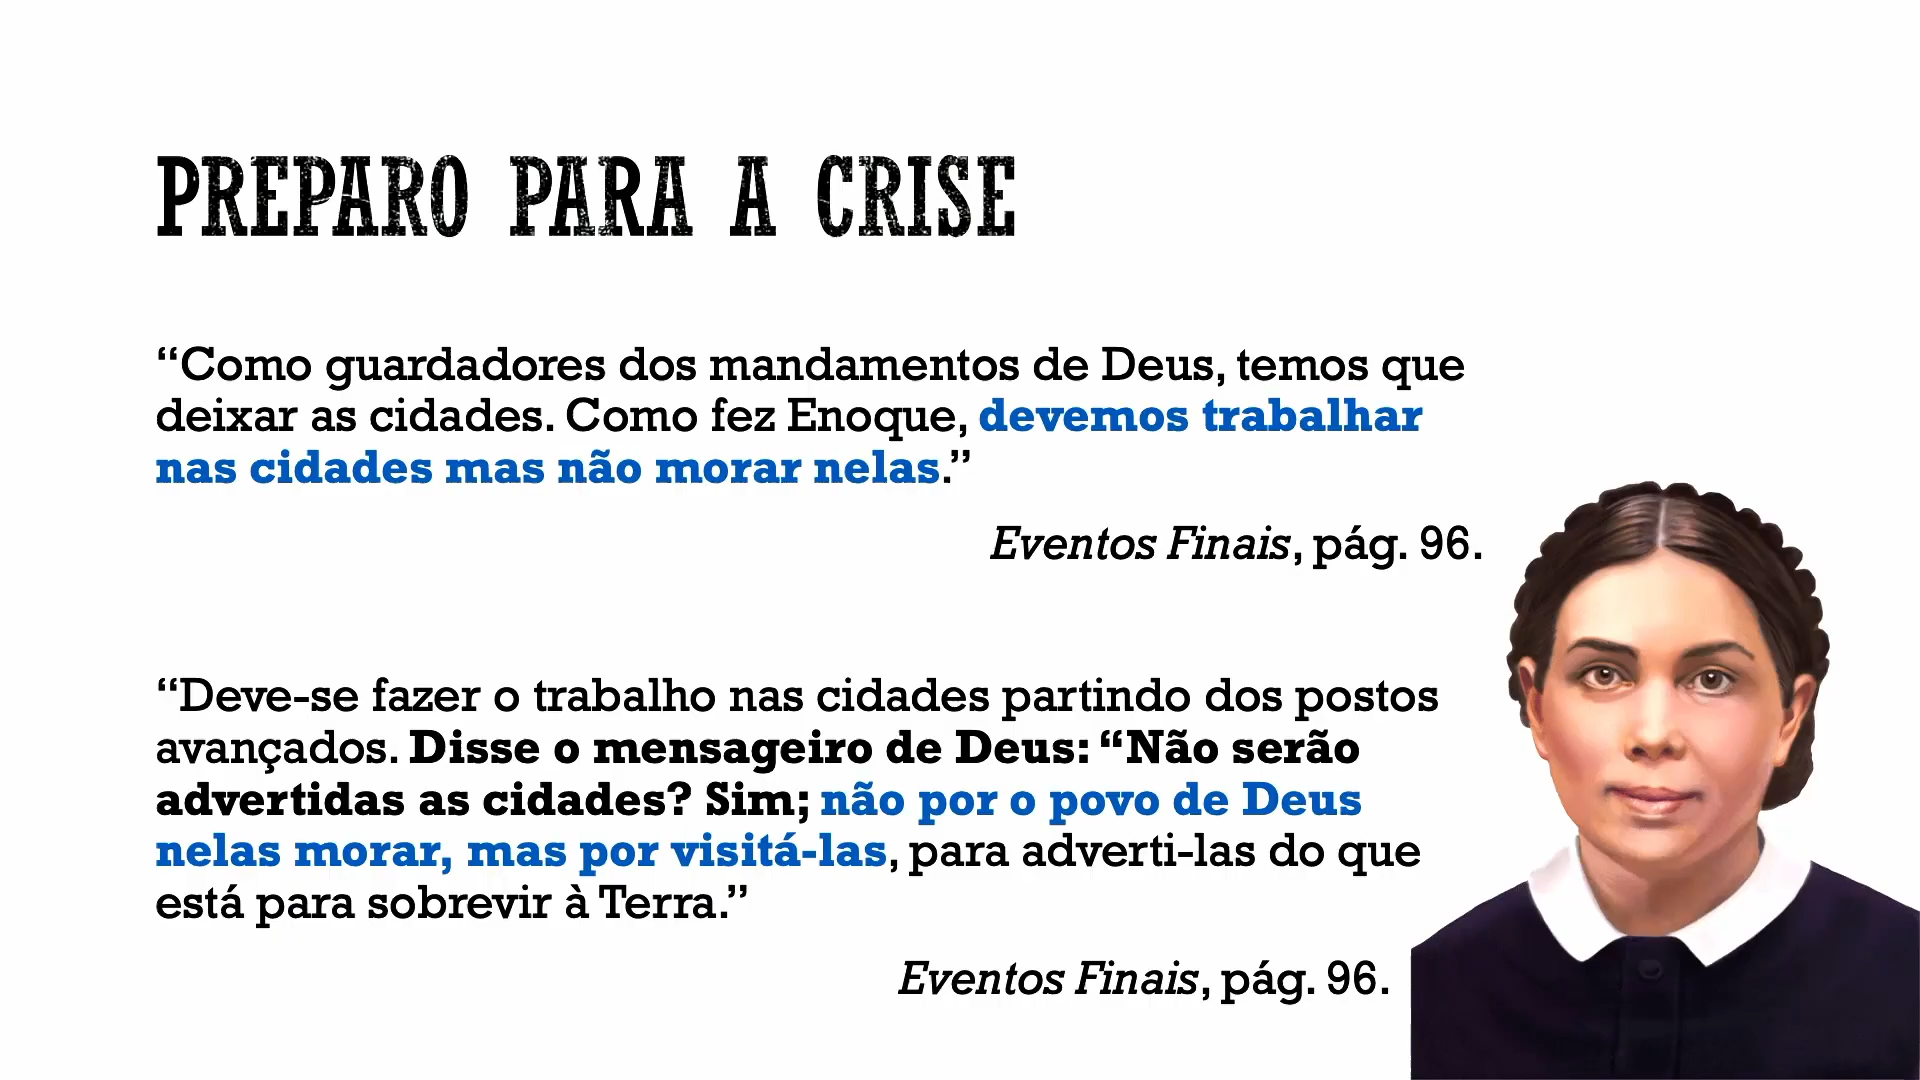 PREPARO PARA A CRISE
“Como guardadores dos mandamentos de Deus, temos que
deixar as cidades. Como fez Enoque, devemos trabalhar
nas cidades mas não morar nelas.”
Eventos Finais, pág. 96.
“Deve-se fazer o trabalho nas cidades partindo dos postos
avançados. Disse o mensageiro de Deus: “Não serão
advertidas as cidades? Sim; não por o povo de Deus
nelas morar, mas por visitá-las, para adverti-las do que
está para sobrevir à Terra.”
Eventos Finais, pág. 96.